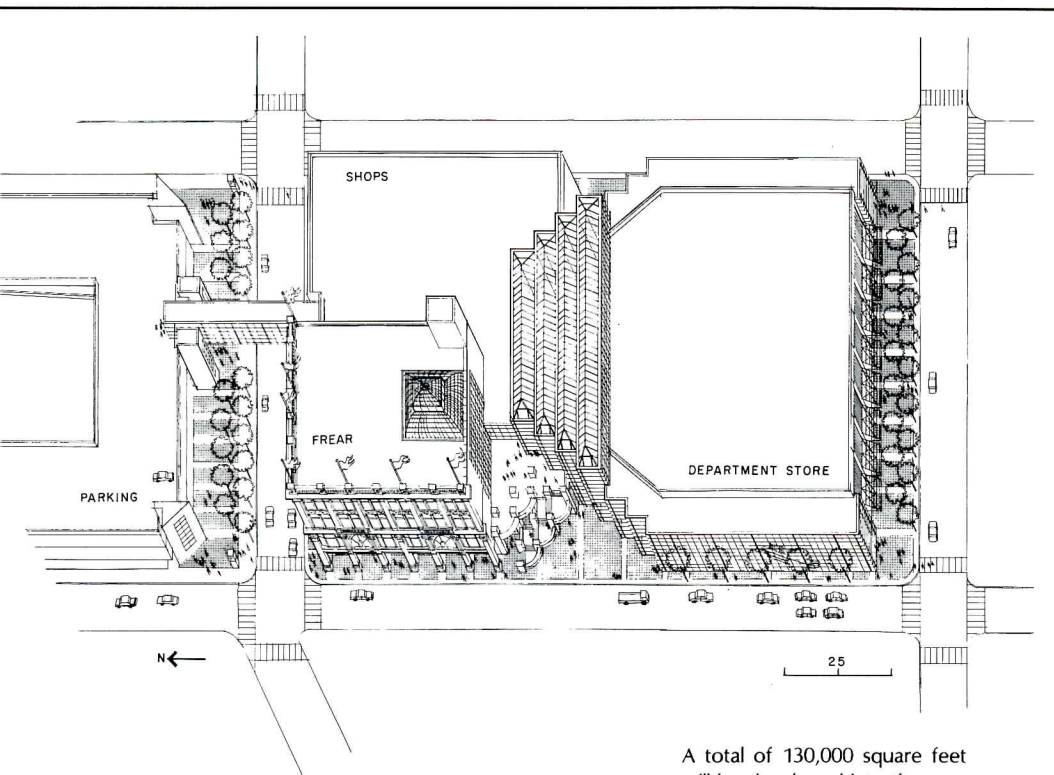 SHOPS
FREAR
DEPARTMENT STORE
PARKING
N
25
A total of 130,000 square feet